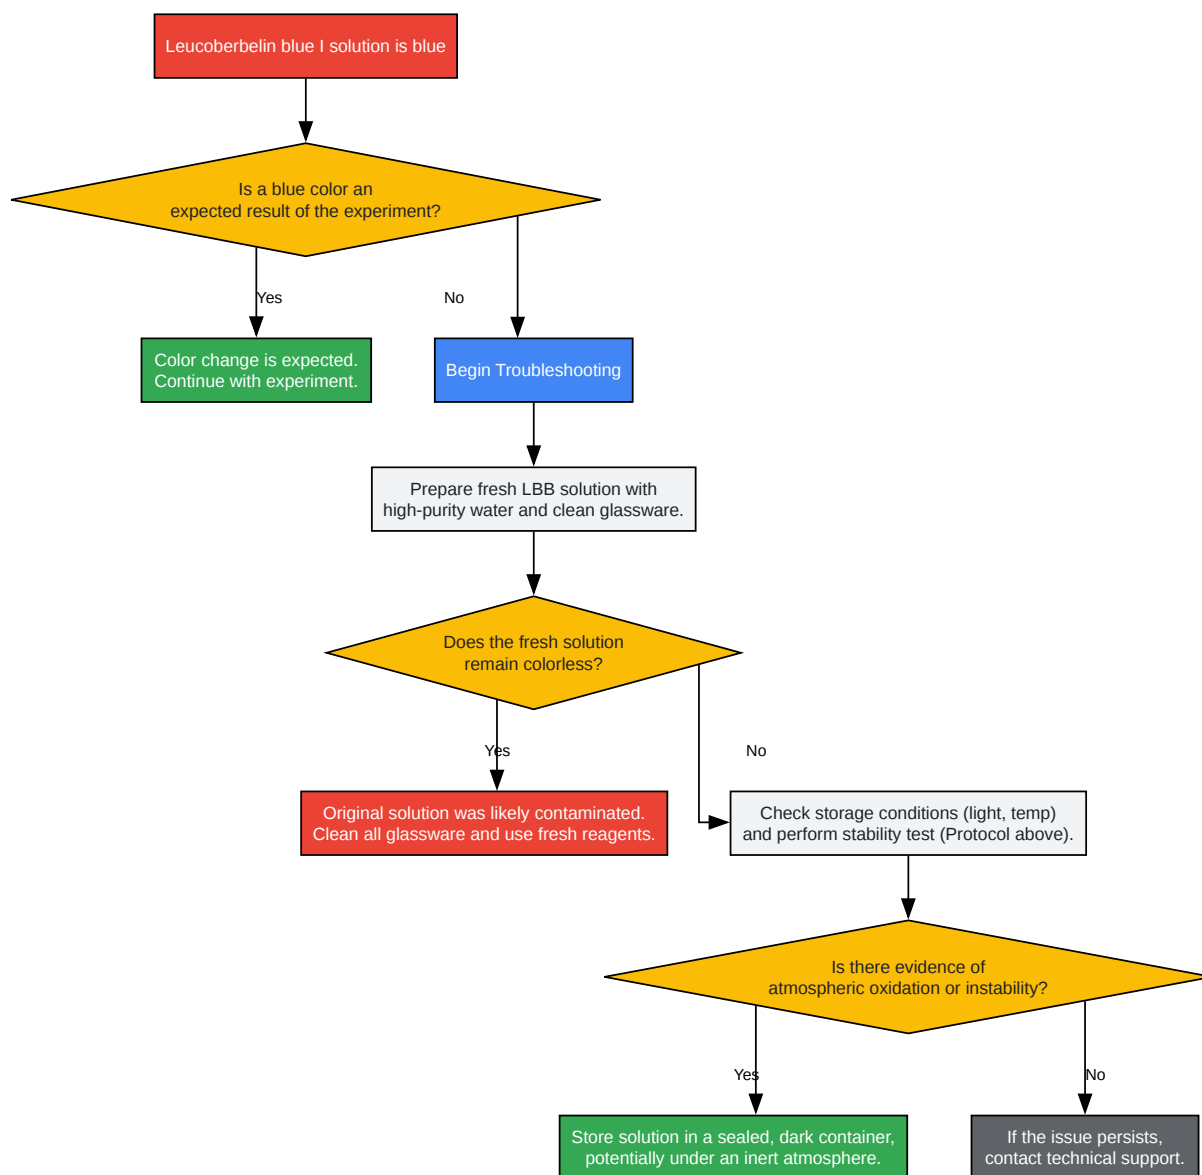 Leucoberbelin blue I solution is blue
Is a blue color an
expected result of the experiment?
Yes
No
Color change is expected.
Continue with experiment.
Begin Troubleshooting
Prepare fresh LBB solution with
high-purity water and clean glassware.
Does the fresh solution
remain colorless?
Yes
No
Original solution was likely contaminated.
Clean all glassware and use fresh reagents.
Check storage conditions (light, temp)
and perform stability test (Protocol above).
Is there evidence of
atmospheric oxidation or instability?
Yes
No
Store solution in a sealed, dark container,
potentially under an inert atmosphere.
If the issue persists,
contact technical support.